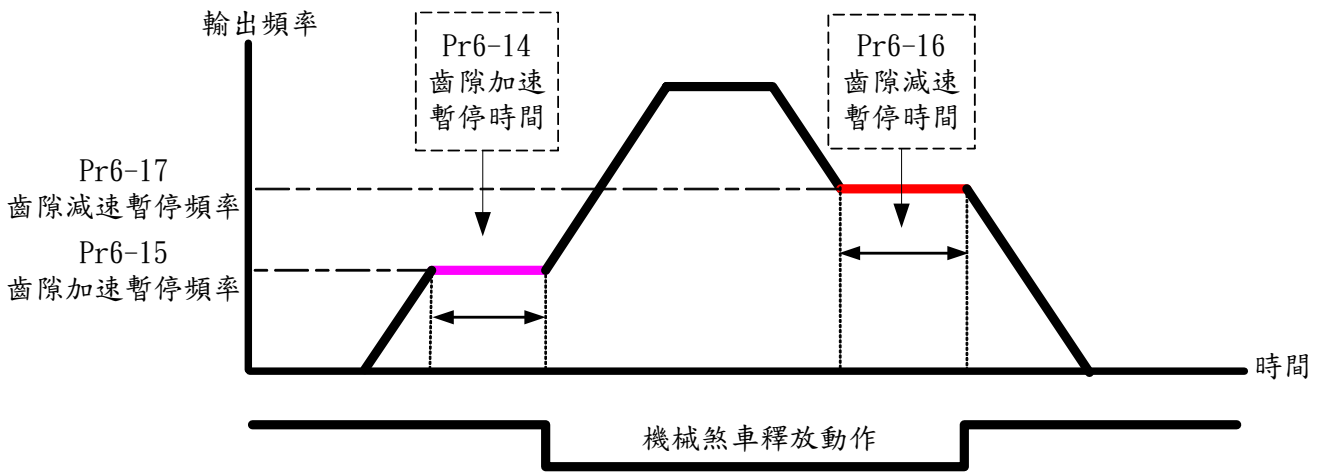 輸出頻率
Pr6-14
齒隙加速
暫停時間
Pr6-16
齒隙減速
暫停時間
Pr6-17
齒隙減速暫停頻率
Pr6-15
齒隙加速暫停頻率
時間
機械煞車釋放動作